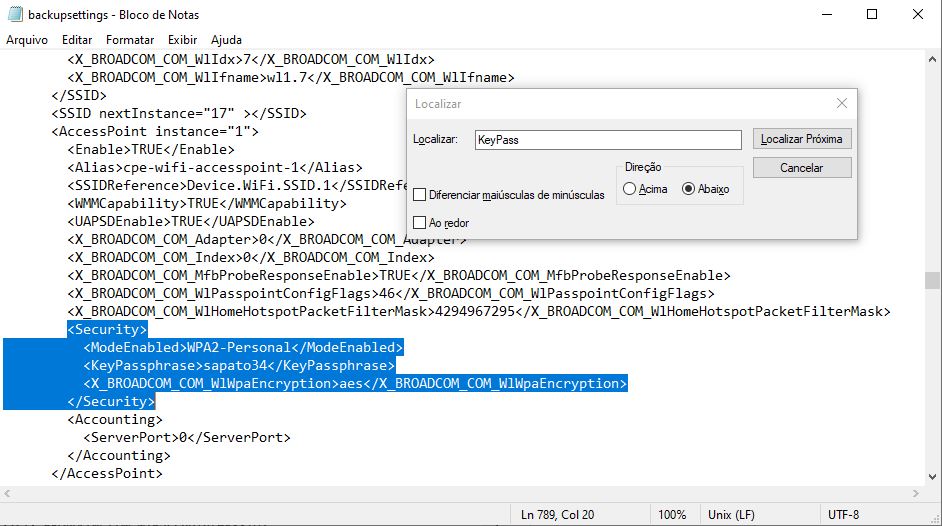 backupsettings - Bloco de Notas
Arquivo Editar Formatar Exibir Ajuda
<X_BROADCOM_COM_WlIdx>7</X_BROADCOM_COM_WlIdx>
<X_BROADCOM_COM_WlIfname>wl1.7</X_BROADCOM_COM_WlIfname>
</SSID>
<SSID nextInstance="17" ></SSID>
<AccessPoint instance="1">
<Enable>TRUE</Enable>
<Alias>cpe-wifi-accesspoint-1</Alias>
<SSIDReference>Device.WiFi.SSID.1</SSIDRefe
<WMMCapability>TRUE</WMMCapability>
<UAPSDEnable>TRUE</UAPSDEnable>
<X_BROADCOM_COM_Adapter>0</X_BROADCOM_COM_Adapter>
<X_BROADCOM_COM_Index>0</X_BROADCOM_COM_Index>
<X_BROADCOM_COM_MfbProbeResponseEnable>TRUE</X_BROADCOM_COM_MfbProbeResponseEnable>
<X_BROADCOM_COM_WlPasspointConfigFlags>46</X_BROADCOM_COM_WlPasspointConfigFlags>
<X_BROADCOM_COM_WlHomeHotspotPacketFilterMask>4294967295</X_BROADCOM_COM_WlHomeHotspotPacketFilterMask>
<Security>
<ModeEnabled>WPA2-Personal</ModeEnabled>
<KeyPassphrase>sapato34</KeyPassphrase>
<X_BROADCOM_COM_WlWpaEncryption>aes</X_BROADCOM_COM_WlWpaEncryption>
</Security>
<Accounting>
<ServerPort>0</ServerPort>
</Accounting>
</AccessPoint>
Localizar
Localizar: KeyPass Localizar Próxima
Direção Cancelar
Acima Abaixo
Diferenciar maiúsculas de minúsculas
Ao redor
Ln 789, Col 20 100% Unix (LF) UTF-8